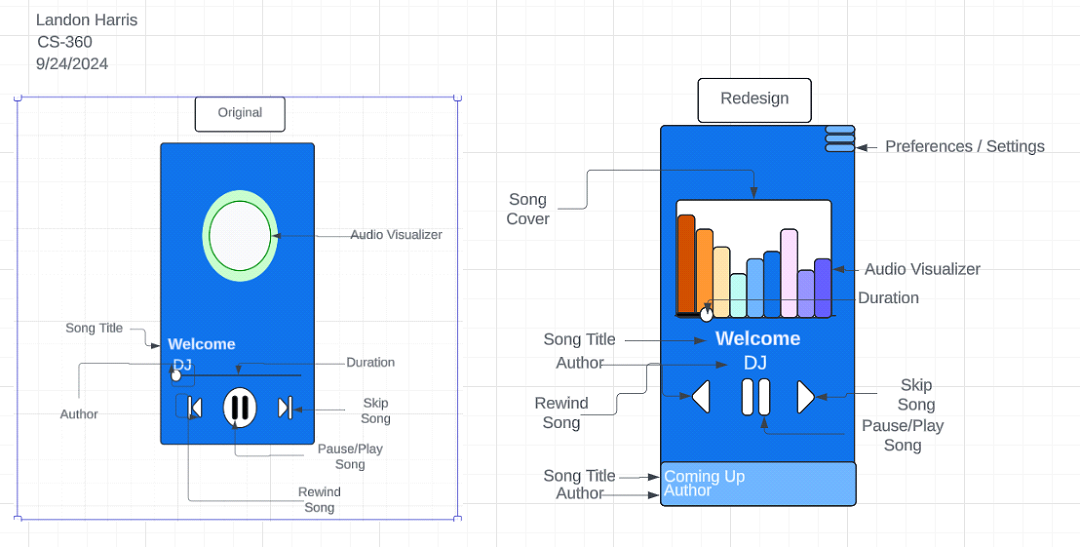 Landon Harris
CS-360
9/24/2024
Original
Audio Visualizer
Song Title
Welcome
DJ
Duration
Author
Skip
Song
Pause/Play
Song
Rewind
Song
Redesign
Preferences / Settings
Song
Cover
Audio Visualizer
Duration
Song Title
Welcome
Author
DJ
Rewind
Song
Skip
Song
Pause/Play
Song
Song Title
Coming Up
Author
Author